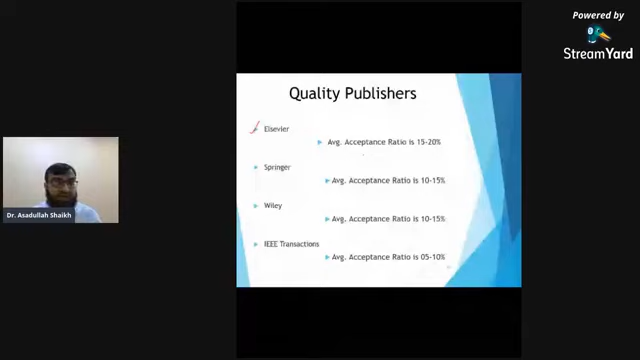 Powered by
StreamYard
Quality Publishers
Elsevier
Avg. Acceptance Ratio is 15-20%
Springer
Avg. Acceptance Ratio is 10-15%
Wiley
Avg. Acceptance Ratio is 10-15%
IEEE Transactions
Avg. Acceptance Ratio is 05-10%
Dr. Asadullah Shaikh